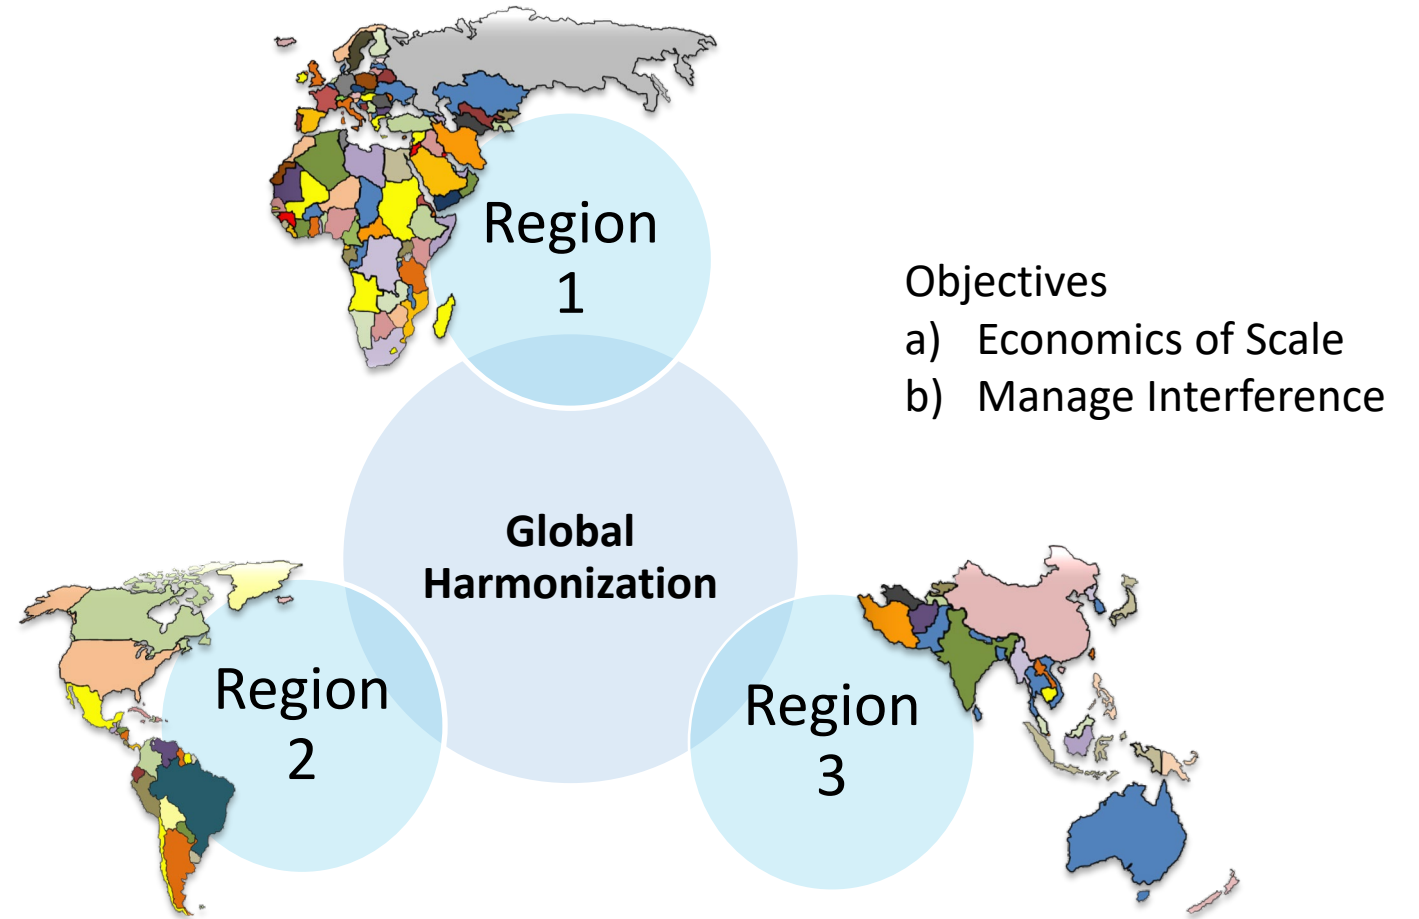 Region
1
Objectives
a) Economics of Scale
b) Manage Interference
Global
Harmonization
Region
2
Region
3